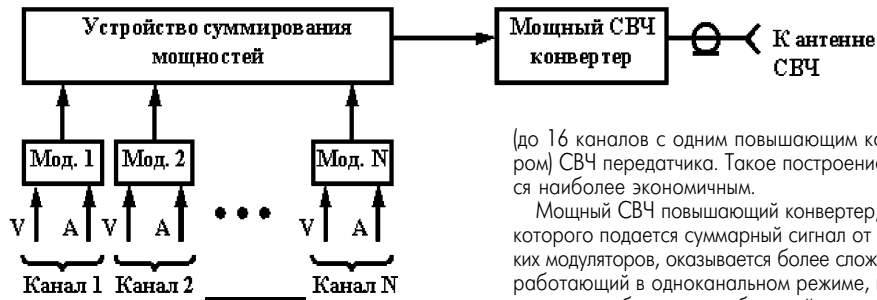 Устройство суммирования
мощностей
Мощный СВЧ
конвертер
К антенне
СВЧ
Мод. 1
Мод. 2
Мод. N
V A V A V A
Канал 1 Канал 2 Канал N
(до 16 каналов с одним повышающим
ром) СВЧ передатчика. Такое построение
ся наиболее экономичным.
Мощный СВЧ повышающий конвертер,
которого подается суммарный сигнал от
ких модуляторов, оказывается более
работающий в одноканальном режиме,